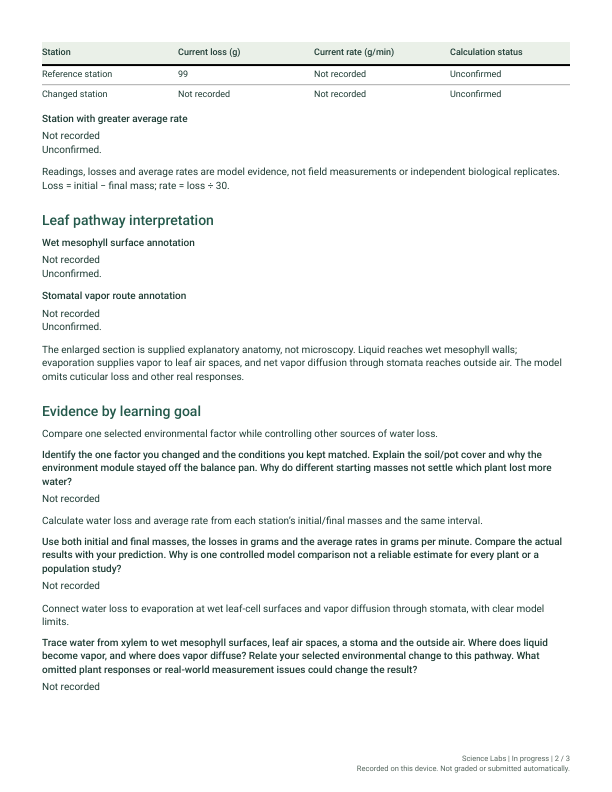 Station Current loss (g) Current rate (g/min) Calculation status
Reference station 99 Not recorded Unconfirmed
Changed station Not recorded Not recorded Unconfirmed
Station with greater average rate
Not recorded
Unconfirmed.
Readings, losses and average rates are model evidence, not field measurements or independent biological replicates.
Loss = initial − final mass; rate = loss ÷ 30.
Leaf pathway interpretation
Wet mesophyll surface annotation
Not recorded
Unconfirmed.
Stomatal vapor route annotation
Not recorded
Unconfirmed.
The enlarged section is supplied explanatory anatomy, not microscopy. Liquid reaches wet mesophyll walls;
evaporation supplies vapor to leaf air spaces, and net vapor diffusion through stomata reaches outside air. The model
omits cuticular loss and other real responses.
Evidence by learning goal
Compare one selected environmental factor while controlling other sources of water loss.
Identify the one factor you changed and the conditions you kept matched. Explain the soil/pot cover and why the
environment module stayed off the balance pan. Why do different starting masses not settle which plant lost more
water?
Not recorded
Calculate water loss and average rate from each station's initial/final masses and the same interval.
Use both initial and final masses, the losses in grams and the average rates in grams per minute. Compare the actual
results with your prediction. Why is one controlled model comparison not a reliable estimate for every plant or a
population study?
Not recorded
Connect water loss to evaporation at wet leaf-cell surfaces and vapor diffusion through stomata, with clear model
limits.
Trace water from xylem to wet mesophyll surfaces, leaf air spaces, a stoma and the outside air. Where does liquid
become vapor, and where does vapor diffuse? Relate your selected environmental change to this pathway. What
omitted plant responses or real-world measurement issues could change the result?
Not recorded
Science Labs | In progress | 2 / 3
Recorded on this device. Not graded or submitted automatically.